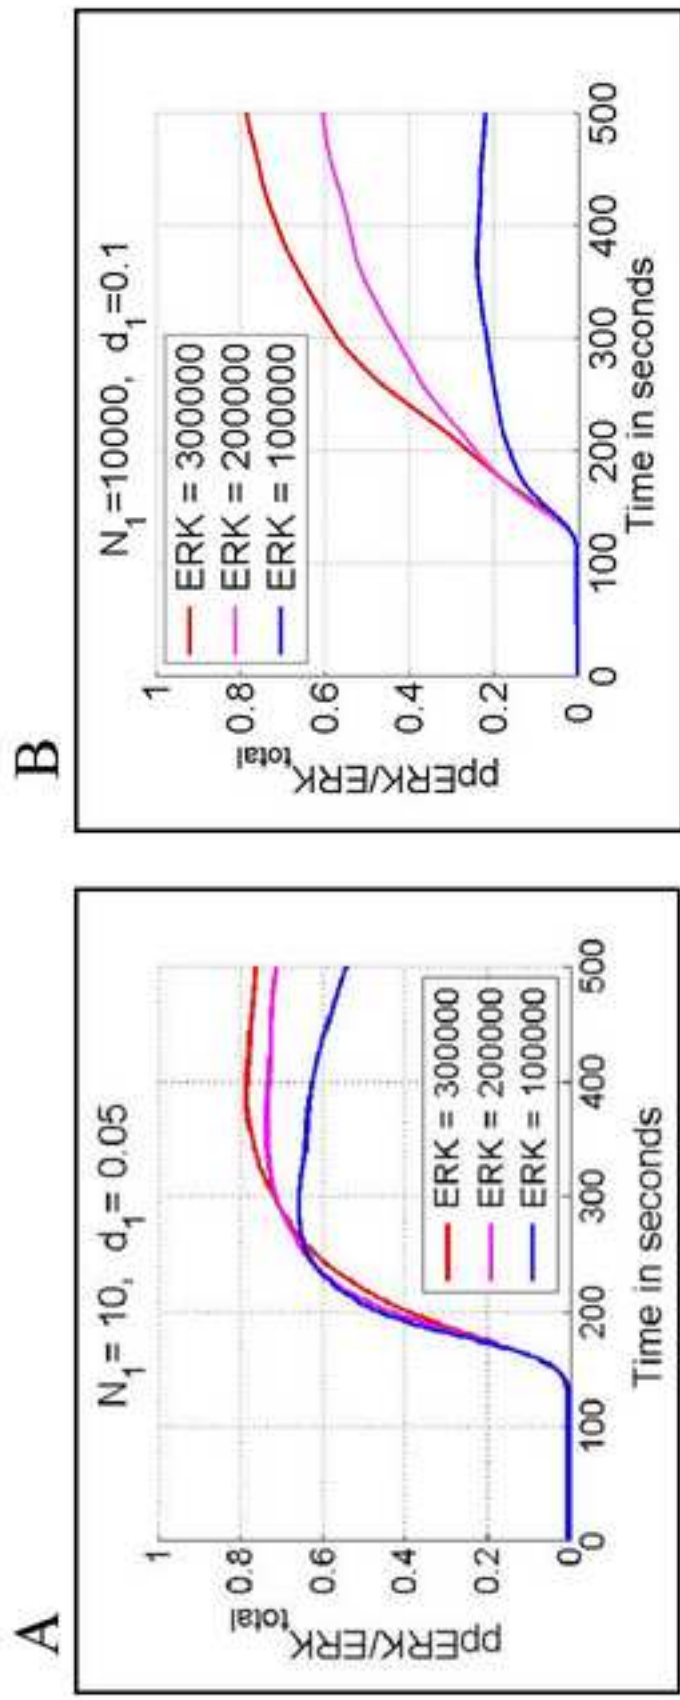 A
N1 = 10, d1 = 0.05
ppERK/ERKtotal
1
0.8
0.6
0.4
0.2
0
0 100 200 300 400 500
Time in seconds
ERK = 300000
ERK = 200000
ERK = 100000
B
N1 =10000, d1 =0.1
ppERK/ERKtotal
1
0.8
0.6
0.4
0.2
0
0 100 200 300 400 500
Time in seconds
ERK = 300000
ERK = 200000
ERK = 100000